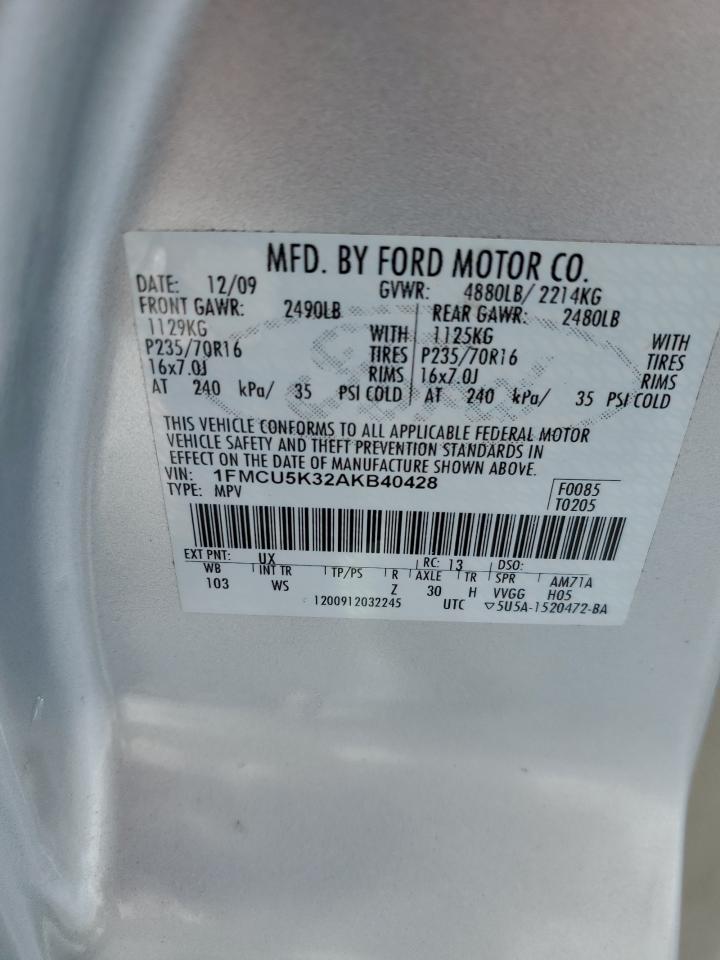 MFD. BY FORD MOTOR CO.
DATE: 12/09 GVWR: 4880LB/ 2214KG
FRONT GAWR: 2490LB REAR GAWR: 2480LB
1129KG WITH 1125KG WITH
P235/70R16 TIRES P235/70R16 TIRES
16x7.0J RIMS 16x7.0J RIMS
AT 240 kPa/ 35 PSI COLD AT 240 kPa/ 35 PSI COLD
THIS VEHICLE CONFORMS TO ALL APPLICABLE FEDERAL MOTOR
VEHICLE SAFETY AND THEFT PREVENTION STANDARDS IN
EFFECT ON THE DATE OF MANUFACTURE SHOWN ABOVE.
VIN: 1FMCU5K32AKB40428 F0085
TYPE: MPV T0205
EXT PNT: UX RC: 13 DSO:
WB INT TR TP/PS R AXLE TR SPR AM71A
103 WS Z 30 H VVGG H05
1200912032245 UTC ▽5U5A-1520472-BA